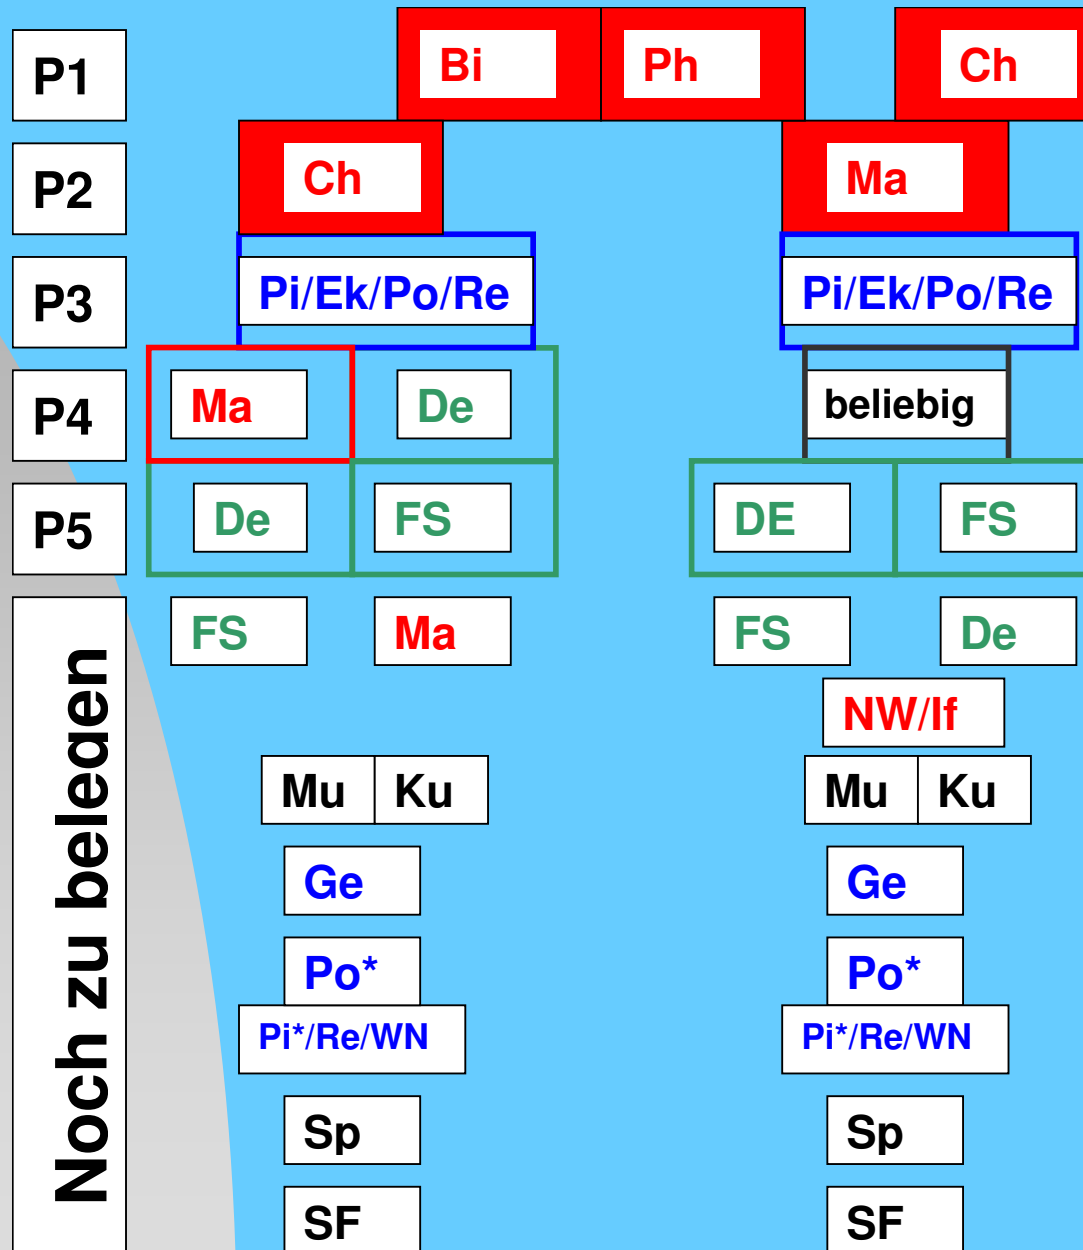 P1 Bi Ph Ch
P2 Ch Ma
P3 Pi/Ek/Po/Re Pi/Ek/Po/Re
P4 Ma De beliebig
P5 De FS DE FS
Noch zu belegen
FS Ma FS De
NW/If
Mu Ku Mu Ku
Ge Ge
Po* Po*
Pi*/Re/WN Pi*/Re/WN
Sp Sp
SF SF